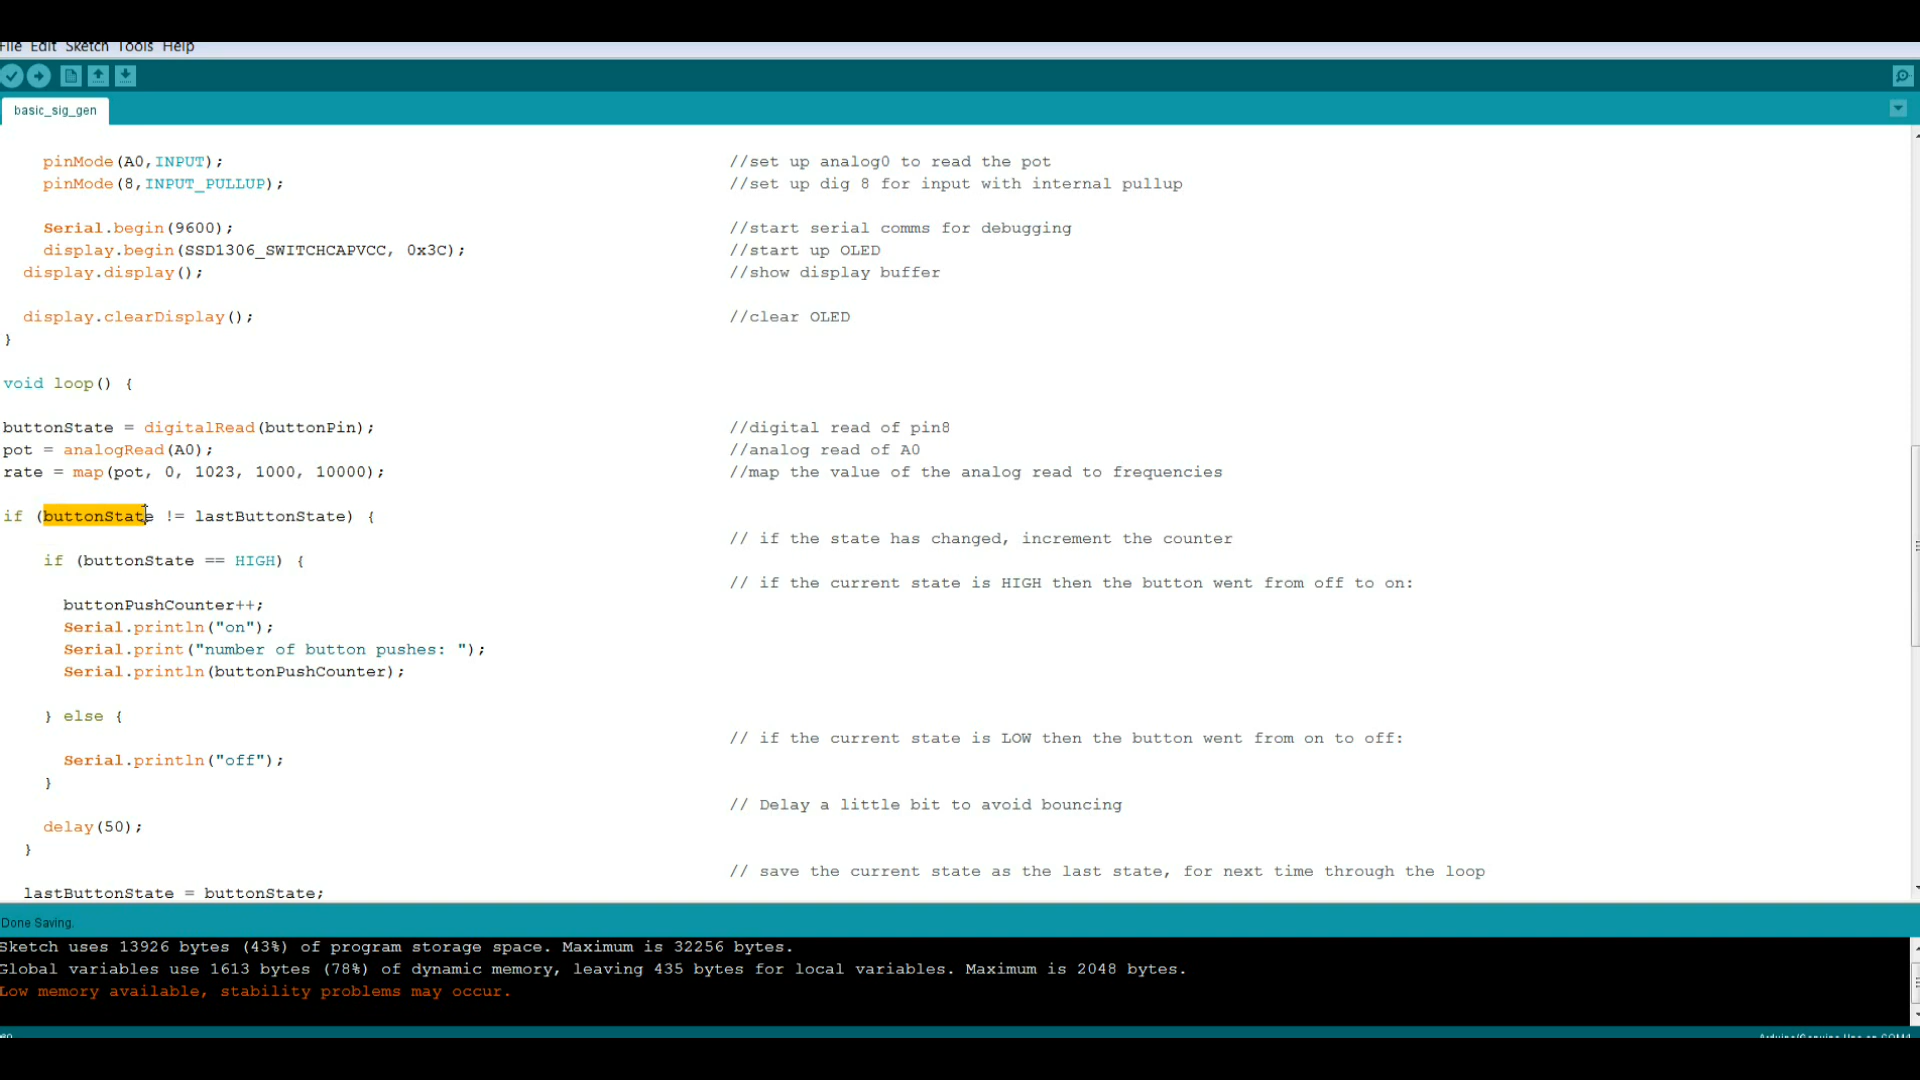 File Edit Sketch Tools Help
basic_sig_gen
pinMode(A0,INPUT); //set up analog0 to read the pot
pinMode(8,INPUT_PULLUP); //set up dig 8 for input with internal pullup
Serial.begin(9600); //start serial comms for debugging
display.begin(SSD1306_SWITCHCAPVCC, 0x3C); //start up OLED
display.display(); //show display buffer
display.clearDisplay(); //clear OLED
}
void loop() {
buttonState = digitalRead(buttonPin); //digital read of pin8
pot = analogRead(A0); //analog read of A0
rate = map(pot, 0, 1023, 1000, 10000); //map the value of the analog read to frequencies
if (buttonState != lastButtonState) {
// if the state has changed, increment the counter
if (buttonState == HIGH) {
// if the current state is HIGH then the button went from off to on:
buttonPushCounter++;
Serial.println("on");
Serial.print("number of button pushes: ");
Serial.println(buttonPushCounter);
} else {
// if the current state is LOW then the button went from on to off:
Serial.println("off");
}
// Delay a little bit to avoid bouncing
delay(50);
}
// save the current state as the last state, for next time through the loop
lastButtonState = buttonState;
Done Saving.
Sketch uses 13926 bytes (43%) of program storage space. Maximum is 32256 bytes.
Global variables use 1613 bytes (78%) of dynamic memory, leaving 435 bytes for local variables. Maximum is 2048 bytes.
Low memory available, stability problems may occur.